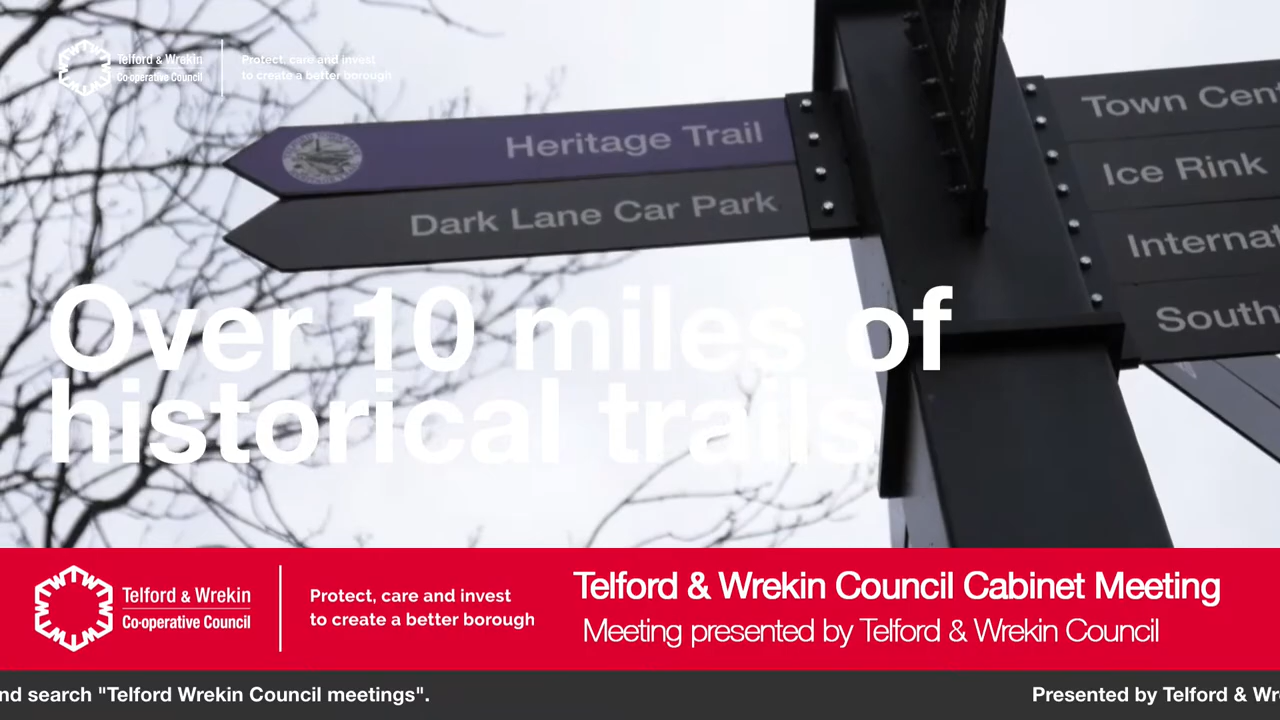 Telford & Wrekin
Co-operative Council
Protect, care and invest
to create a better borough
Heritage Trail
Dark Lane Car Park
Town Cent
Ice Rink
Internat
South
Over 10 miles of
historical trails
Telford & Wrekin
Co-operative Council
Protect, care and invest
to create a better borough
Telford & Wrekin Council Cabinet Meeting
Meeting presented by Telford & Wrekin Council
nd search "Telford Wrekin Council meetings".
Presented by Telford & Wr